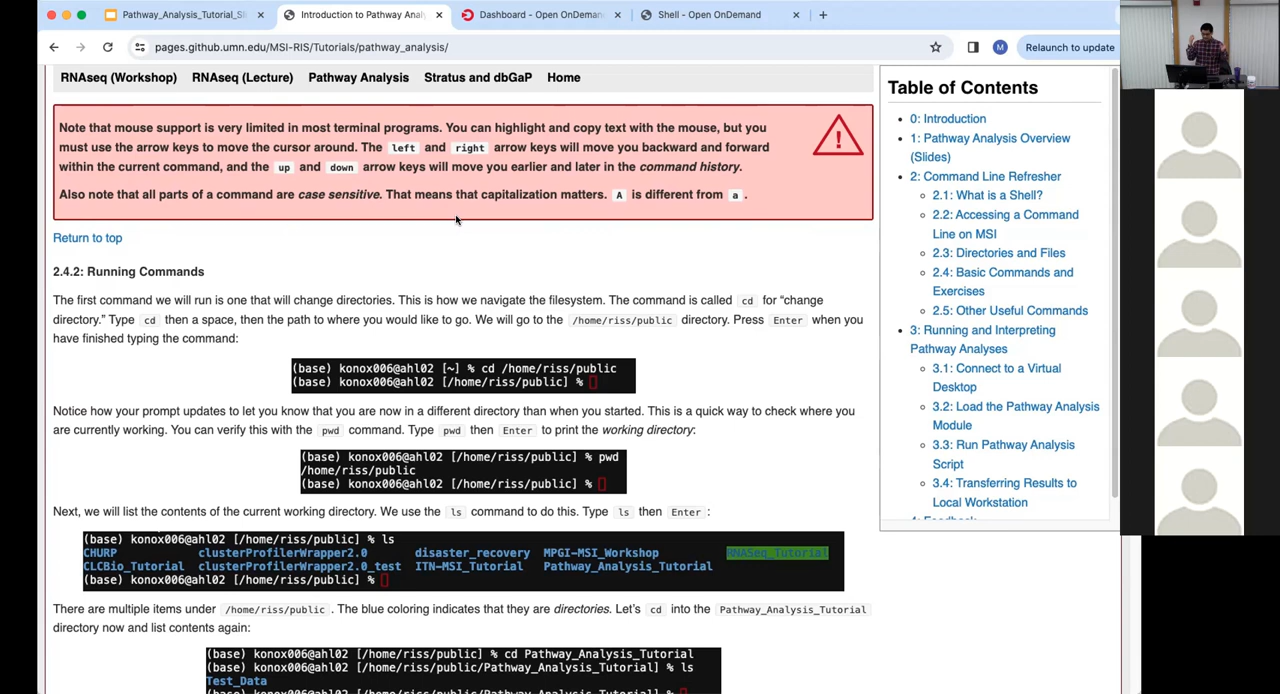 Pathway_Analysis_Tutorial_Sl
Introduction to Pathway Anal
Dashboard - Open OnDemand
Shell - Open OnDemand
pages.github.umn.edu/MSI-RIS/Tutorials/pathway_analysis/
M
Relaunch to update
RNAseq (Workshop) RNAseq (Lecture) Pathway Analysis Stratus and dbGaP Home
Note that mouse support is very limited in most terminal programs. You can highlight and copy text with the mouse, but you
must use the arrow keys to move the cursor around. The left and right arrow keys will move you backward and forward
within the current command, and the up and down arrow keys will move you earlier and later in the command history.
Also note that all parts of a command are case sensitive. That means that capitalization matters. A is different from a .
Return to top
2.4.2: Running Commands
The first command we will run is one that will change directories. This is how we navigate the filesystem. The command is called cd for “change
directory.” Type cd then a space, then the path to where you would like to go. We will go to the /home/riss/public directory. Press Enter when you
have finished typing the command:
(base) konox006@ahl02 [~] % cd /home/riss/public
(base) konox006@ahl02 [/home/riss/public] %
Notice how your prompt updates to let you know that you are now in a different directory than when you started. This is a quick way to check where you
are currently working. You can verify this with the pwd command. Type pwd then Enter to print the working directory:
(base) konox006@ahl02 [/home/riss/public] % pwd
/home/riss/public
(base) konox006@ahl02 [/home/riss/public] %
Next, we will list the contents of the current working directory. We use the ls command to do this. Type ls then Enter :
(base) konox006@ahl02 [/home/riss/public] % ls
CHURP clusterProfilerWrapper2.0 disaster_recovery MPGI-MSI_Workshop RNASeq_Tutorial
CLCBio_Tutorial clusterProfilerWrapper2.0_test ITN-MSI_Tutorial Pathway_Analysis_Tutorial
(base) konox006@ahl02 [/home/riss/public] %
There are multiple items under /home/riss/public . The blue coloring indicates that they are directories. Let’s cd into the Pathway_Analysis_Tutorial
directory now and list contents again:
(base) konox006@ahl02 [/home/riss/public] % cd Pathway_Analysis_Tutorial
(base) konox006@ahl02 [/home/riss/public/Pathway_Analysis_Tutorial] % ls
Test_Data
(base) konox006@ahl02 [/home/riss/public/Pathway_Analysis_Tutorial] %
Table of Contents
0: Introduction
1: Pathway Analysis Overview
(Slides)
2: Command Line Refresher
2.1: What is a Shell?
2.2: Accessing a Command
Line on MSI
2.3: Directories and Files
2.4: Basic Commands and
Exercises
2.5: Other Useful Commands
3: Running and Interpreting
Pathway Analyses
3.1: Connect to a Virtual
Desktop
3.2: Load the Pathway Analysis
Module
3.3: Run Pathway Analysis
Script
3.4: Transferring Results to
Local Workstation
4: Feedback